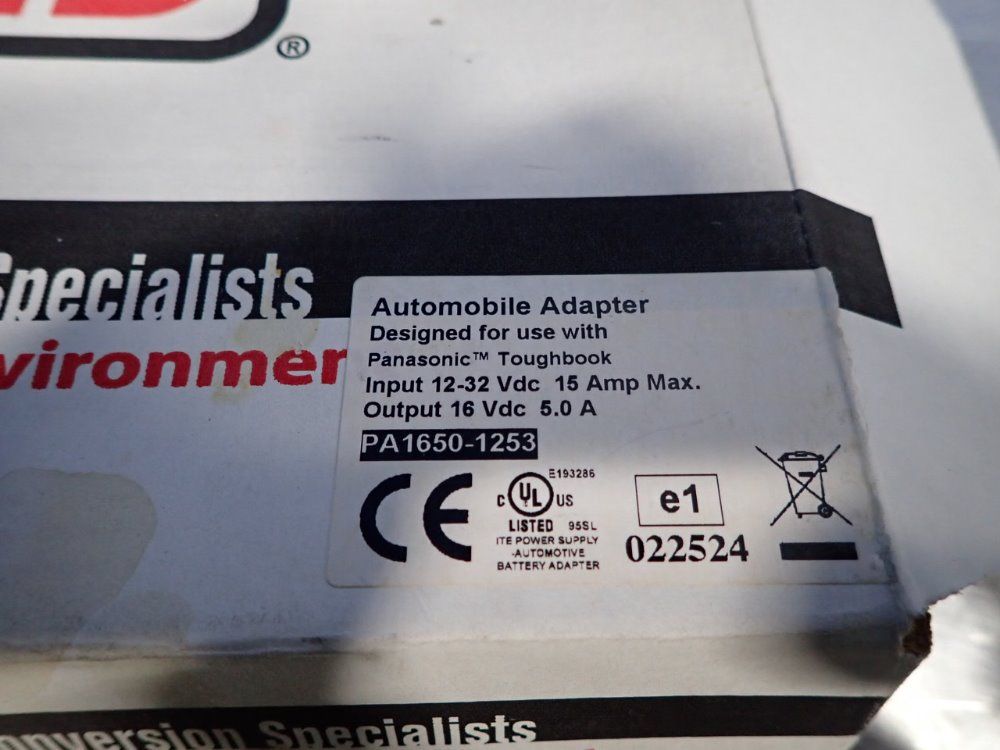 ®
Specialists
vironmer
Automobile Adapter
Designed for use with
Panasonic™ Toughbook
Input 12-32 Vdc 15 Amp Max.
Output 16 Vdc 5.0 A
PA1650-1253
CE
E193286
C UL US
LISTED 95SL
ITE POWER SUPPLY
-AUTOMOTIVE
BATTERY ADAPTER
e1
022524
onversion Specialists